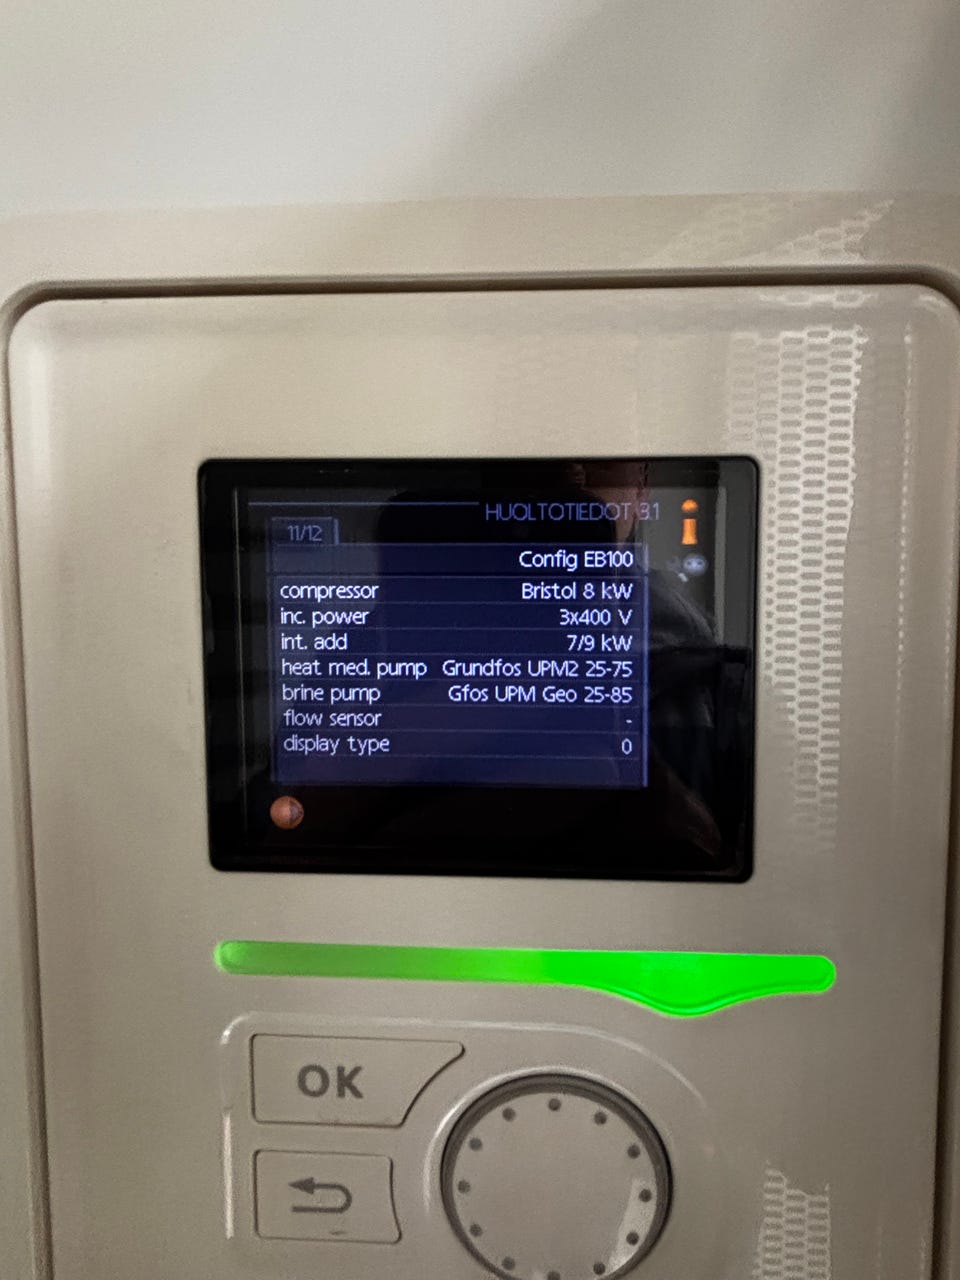 HUOLTOTIEDOT 3.1
11/12
Config EB100
compressor Bristol 8 kW
inc. power 3x400 V
int. add 7/9 kW
heat med. pump Grundfos UPM2 25-75
brine pump Gfos UPM Geo 25-85
flow sensor -
display type 0
OK